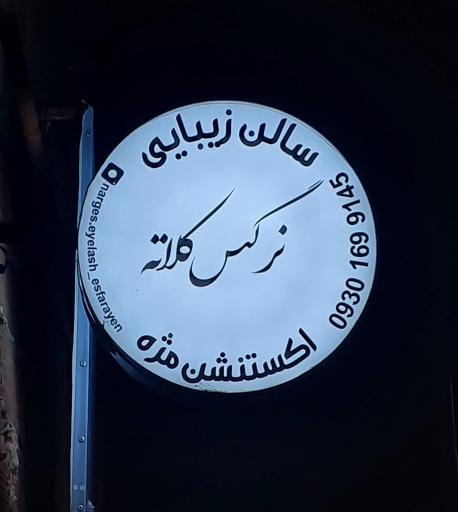 سالن زیبایی
نرگس کلاته
اکستنشن مژه
0930 169 9145
narges.eyelash_esfarayen